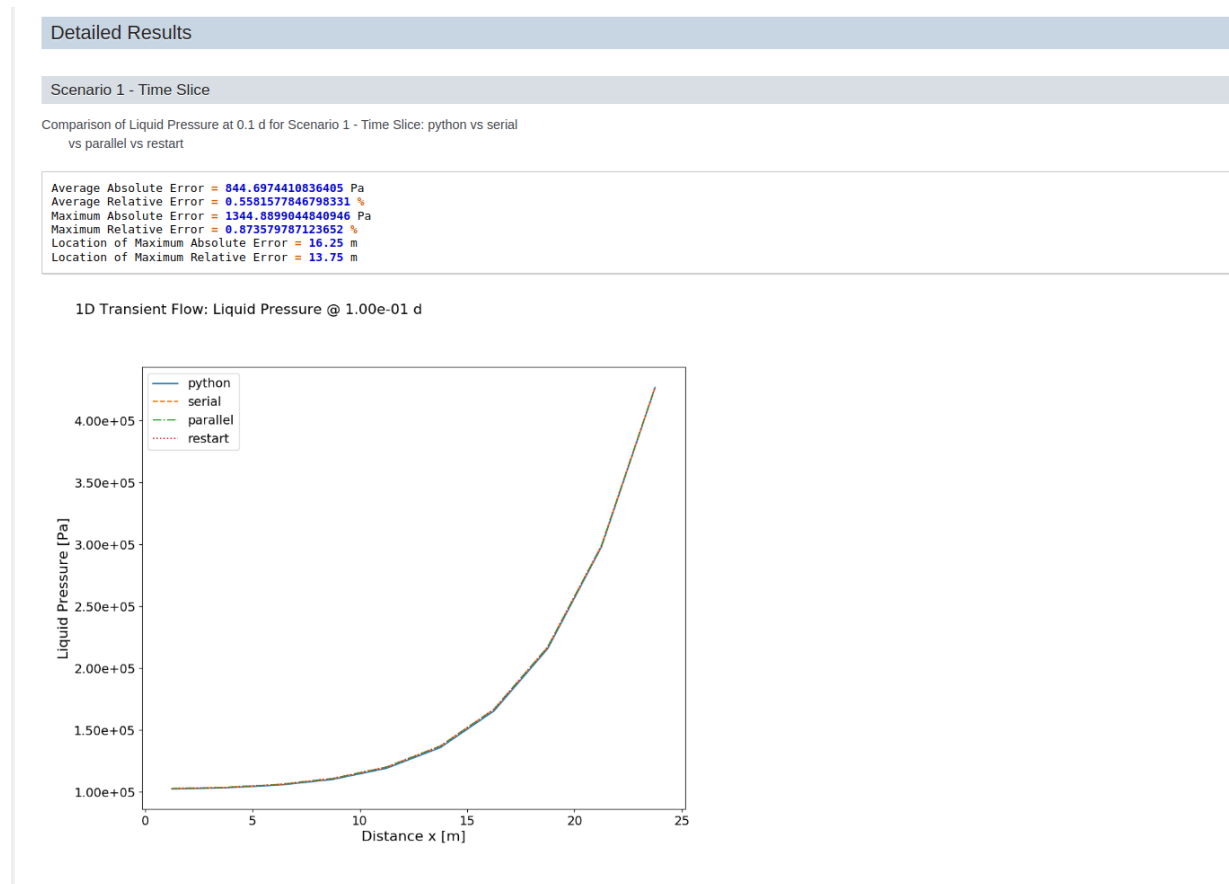 Detailed Results
Scenario 1 - Time Slice
Comparison of Liquid Pressure at 0.1 d for Scenario 1 - Time Slice: python vs serial
vs parallel vs restart
Average Absolute Error = 844.6974410836405 Pa
Average Relative Error = 0.5581577846798331 %
Maximum Absolute Error = 1344.8899044840946 Pa
Maximum Relative Error = 0.873579787123652 %
Location of Maximum Absolute Error = 16.25 m
Location of Maximum Relative Error = 13.75 m
1D Transient Flow: Liquid Pressure @ 1.00e-01 d
python
serial
parallel
restart
4.00e+05
3.50e+05
3.00e+05
2.50e+05
2.00e+05
1.50e+05
1.00e+05
Liquid Pressure [Pa]
0 5 10 15 20 25
Distance x [m]